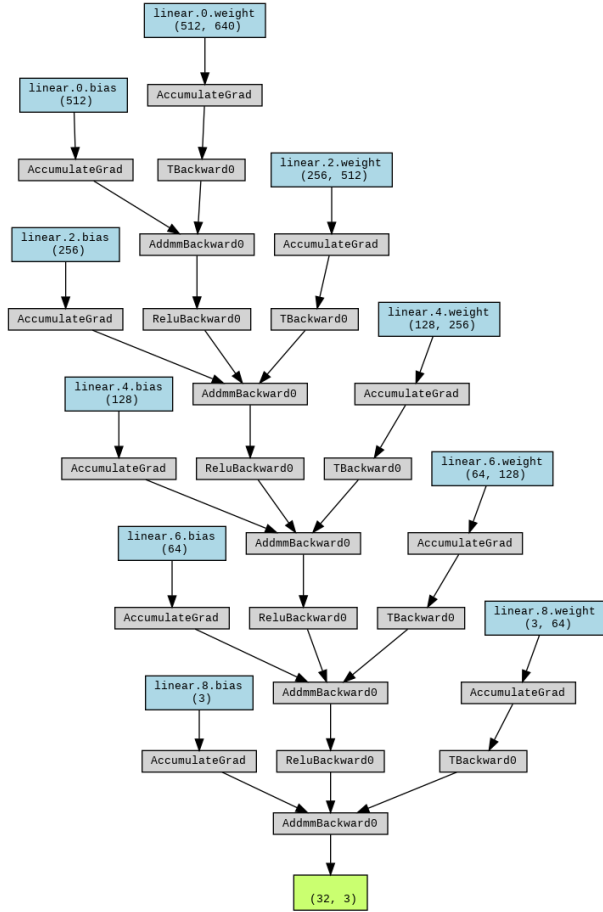 linear.0.weight
(512, 640)
linear.0.bias
(512)
AccumulateGrad
AccumulateGrad
TBackward0
linear.2.weight
(256, 512)
linear.2.bias
(256)
AddmmBackward0
AccumulateGrad
AccumulateGrad
ReluBackward0
TBackward0
linear.4.weight
(128, 256)
linear.4.bias
(128)
AddmmBackward0
AccumulateGrad
AccumulateGrad
ReluBackward0
TBackward0
linear.6.weight
(64, 128)
linear.6.bias
(64)
AddmmBackward0
AccumulateGrad
AccumulateGrad
ReluBackward0
TBackward0
linear.8.weight
(3, 64)
linear.8.bias
(3)
AddmmBackward0
AccumulateGrad
AccumulateGrad
ReluBackward0
TBackward0
AddmmBackward0
(32, 3)